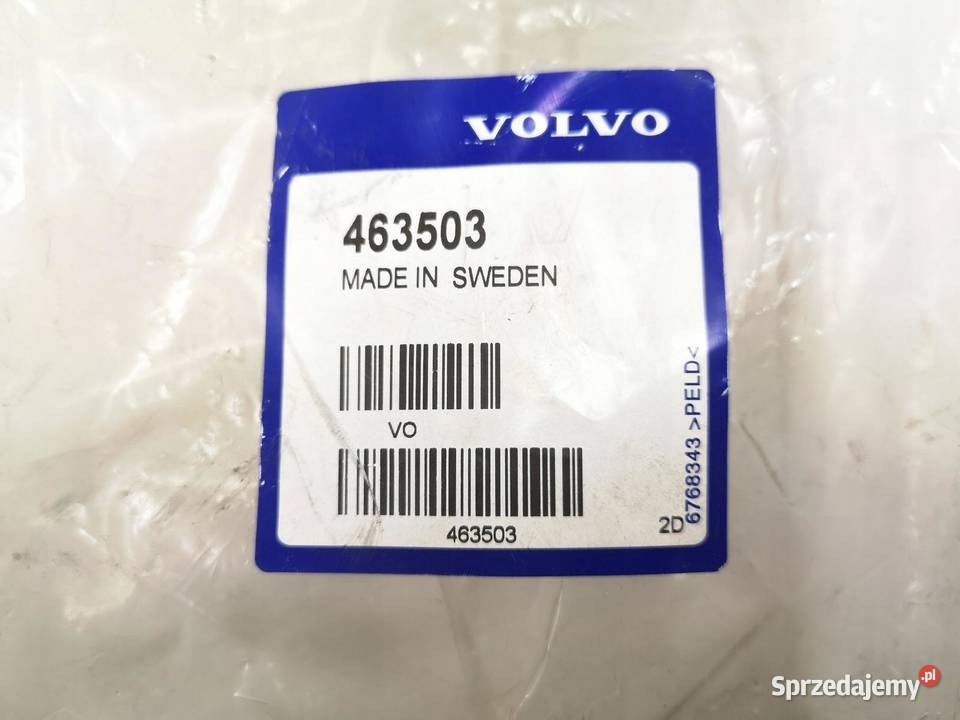 VOLVO
463503
MADE IN SWEDEN
VO
463503
2D
6768343 >PELD<
Sprzedajemy.pl